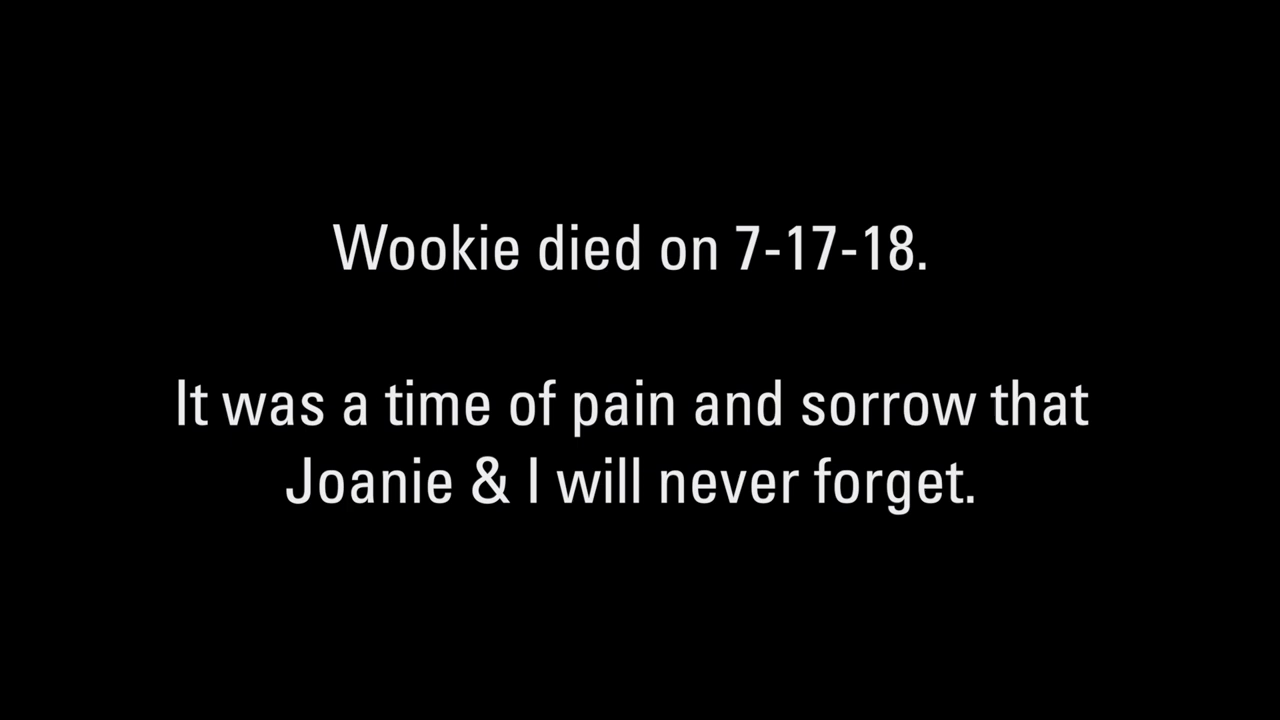 Wookie died on 7-17-18.
It was a time of pain and sorrow that
Joanie & I will never forget.